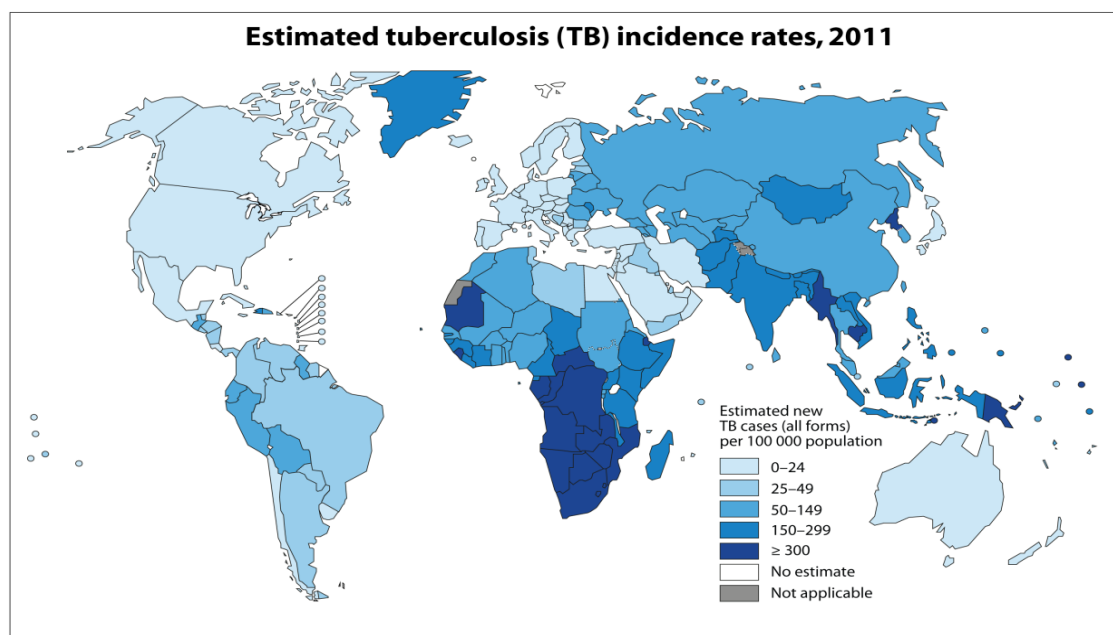 Estimated tuberculosis (TB) incidence rates, 2011
Estimated new
TB cases (all forms)
per 100 000 population
0–24
25–49
50–149
150–299
≥ 300
No estimate
Not applicable